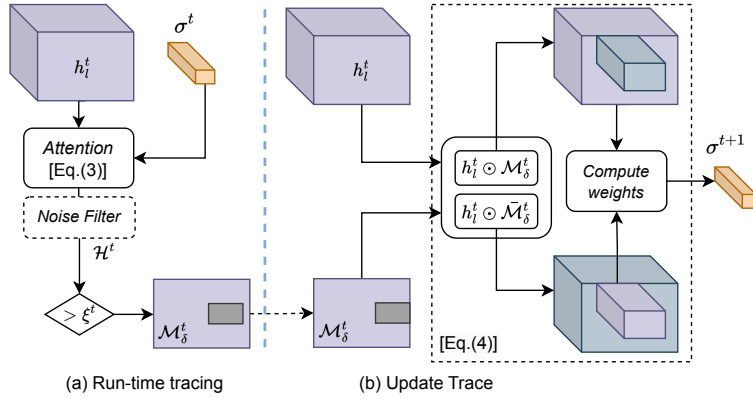 σ^t
h_l^t
Attention
[Eq.(3)]
Noise Filter
ℋ^t
> ξ^t
ℳ_δ^t
(a) Run-time tracing
h_l^t
ℳ_δ^t
h_l^t ⊙ ℳ_δ^t
h_l^t ⊙ ℳ̄_δ^t
Compute
weights
σ^{t+1}
[Eq.(4)]
(b) Update Trace